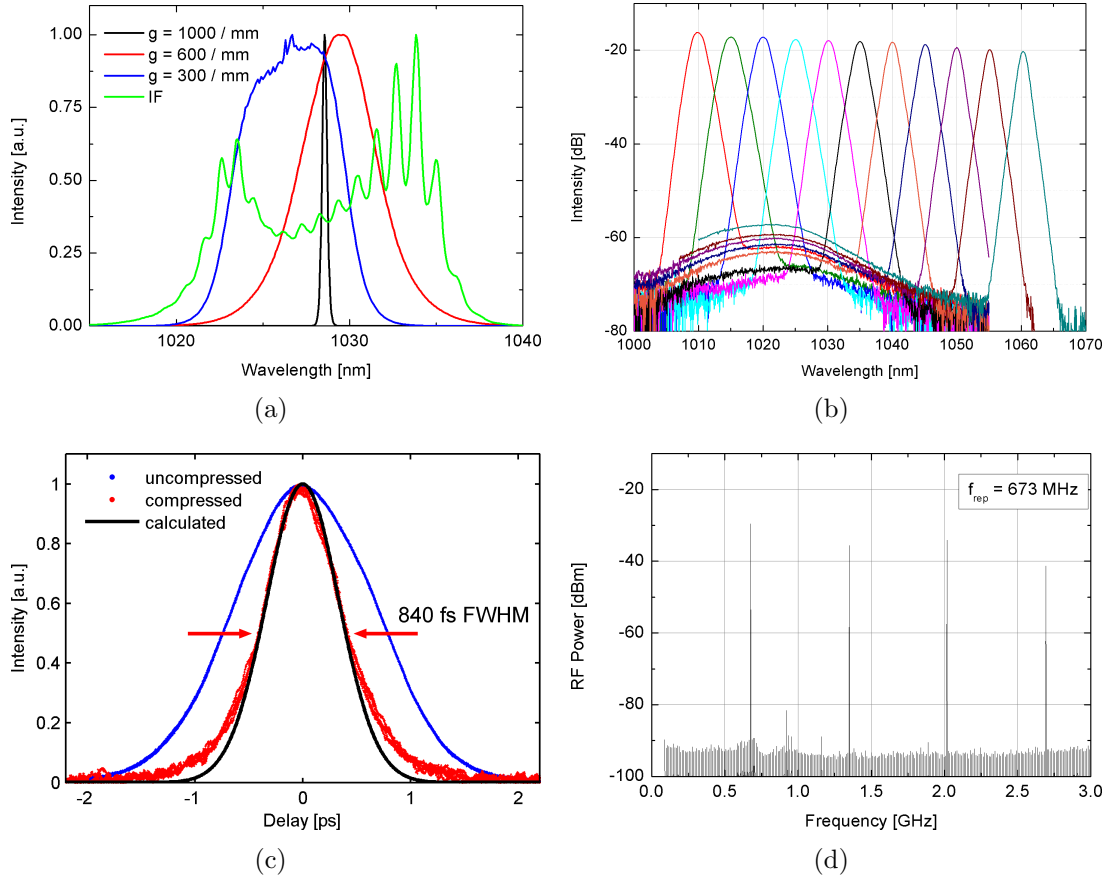 1.00
0.75
0.50
0.25
0.00
Intensity [a.u.]
g = 1000 / mm
g = 600 / mm
g = 300 / mm
IF
1020
1030
1040
Wavelength [nm]
(a)
-20
-40
-60
-80
Intensity [dB]
1000 1010 1020 1030 1040 1050 1060 1070
Wavelength [nm]
(b)
1
0.8
0.6
0.4
0.2
0
Intensity [a.u.]
uncompressed
compressed
calculated
840 fs FWHM
-2 -1 0 1 2
Delay [ps]
(c)
-20
-40
-60
-80
-100
RF Power [dBm]
f_rep = 673 MHz
0.0 0.5 1.0 1.5 2.0 2.5 3.0
Frequency [GHz]
(d)